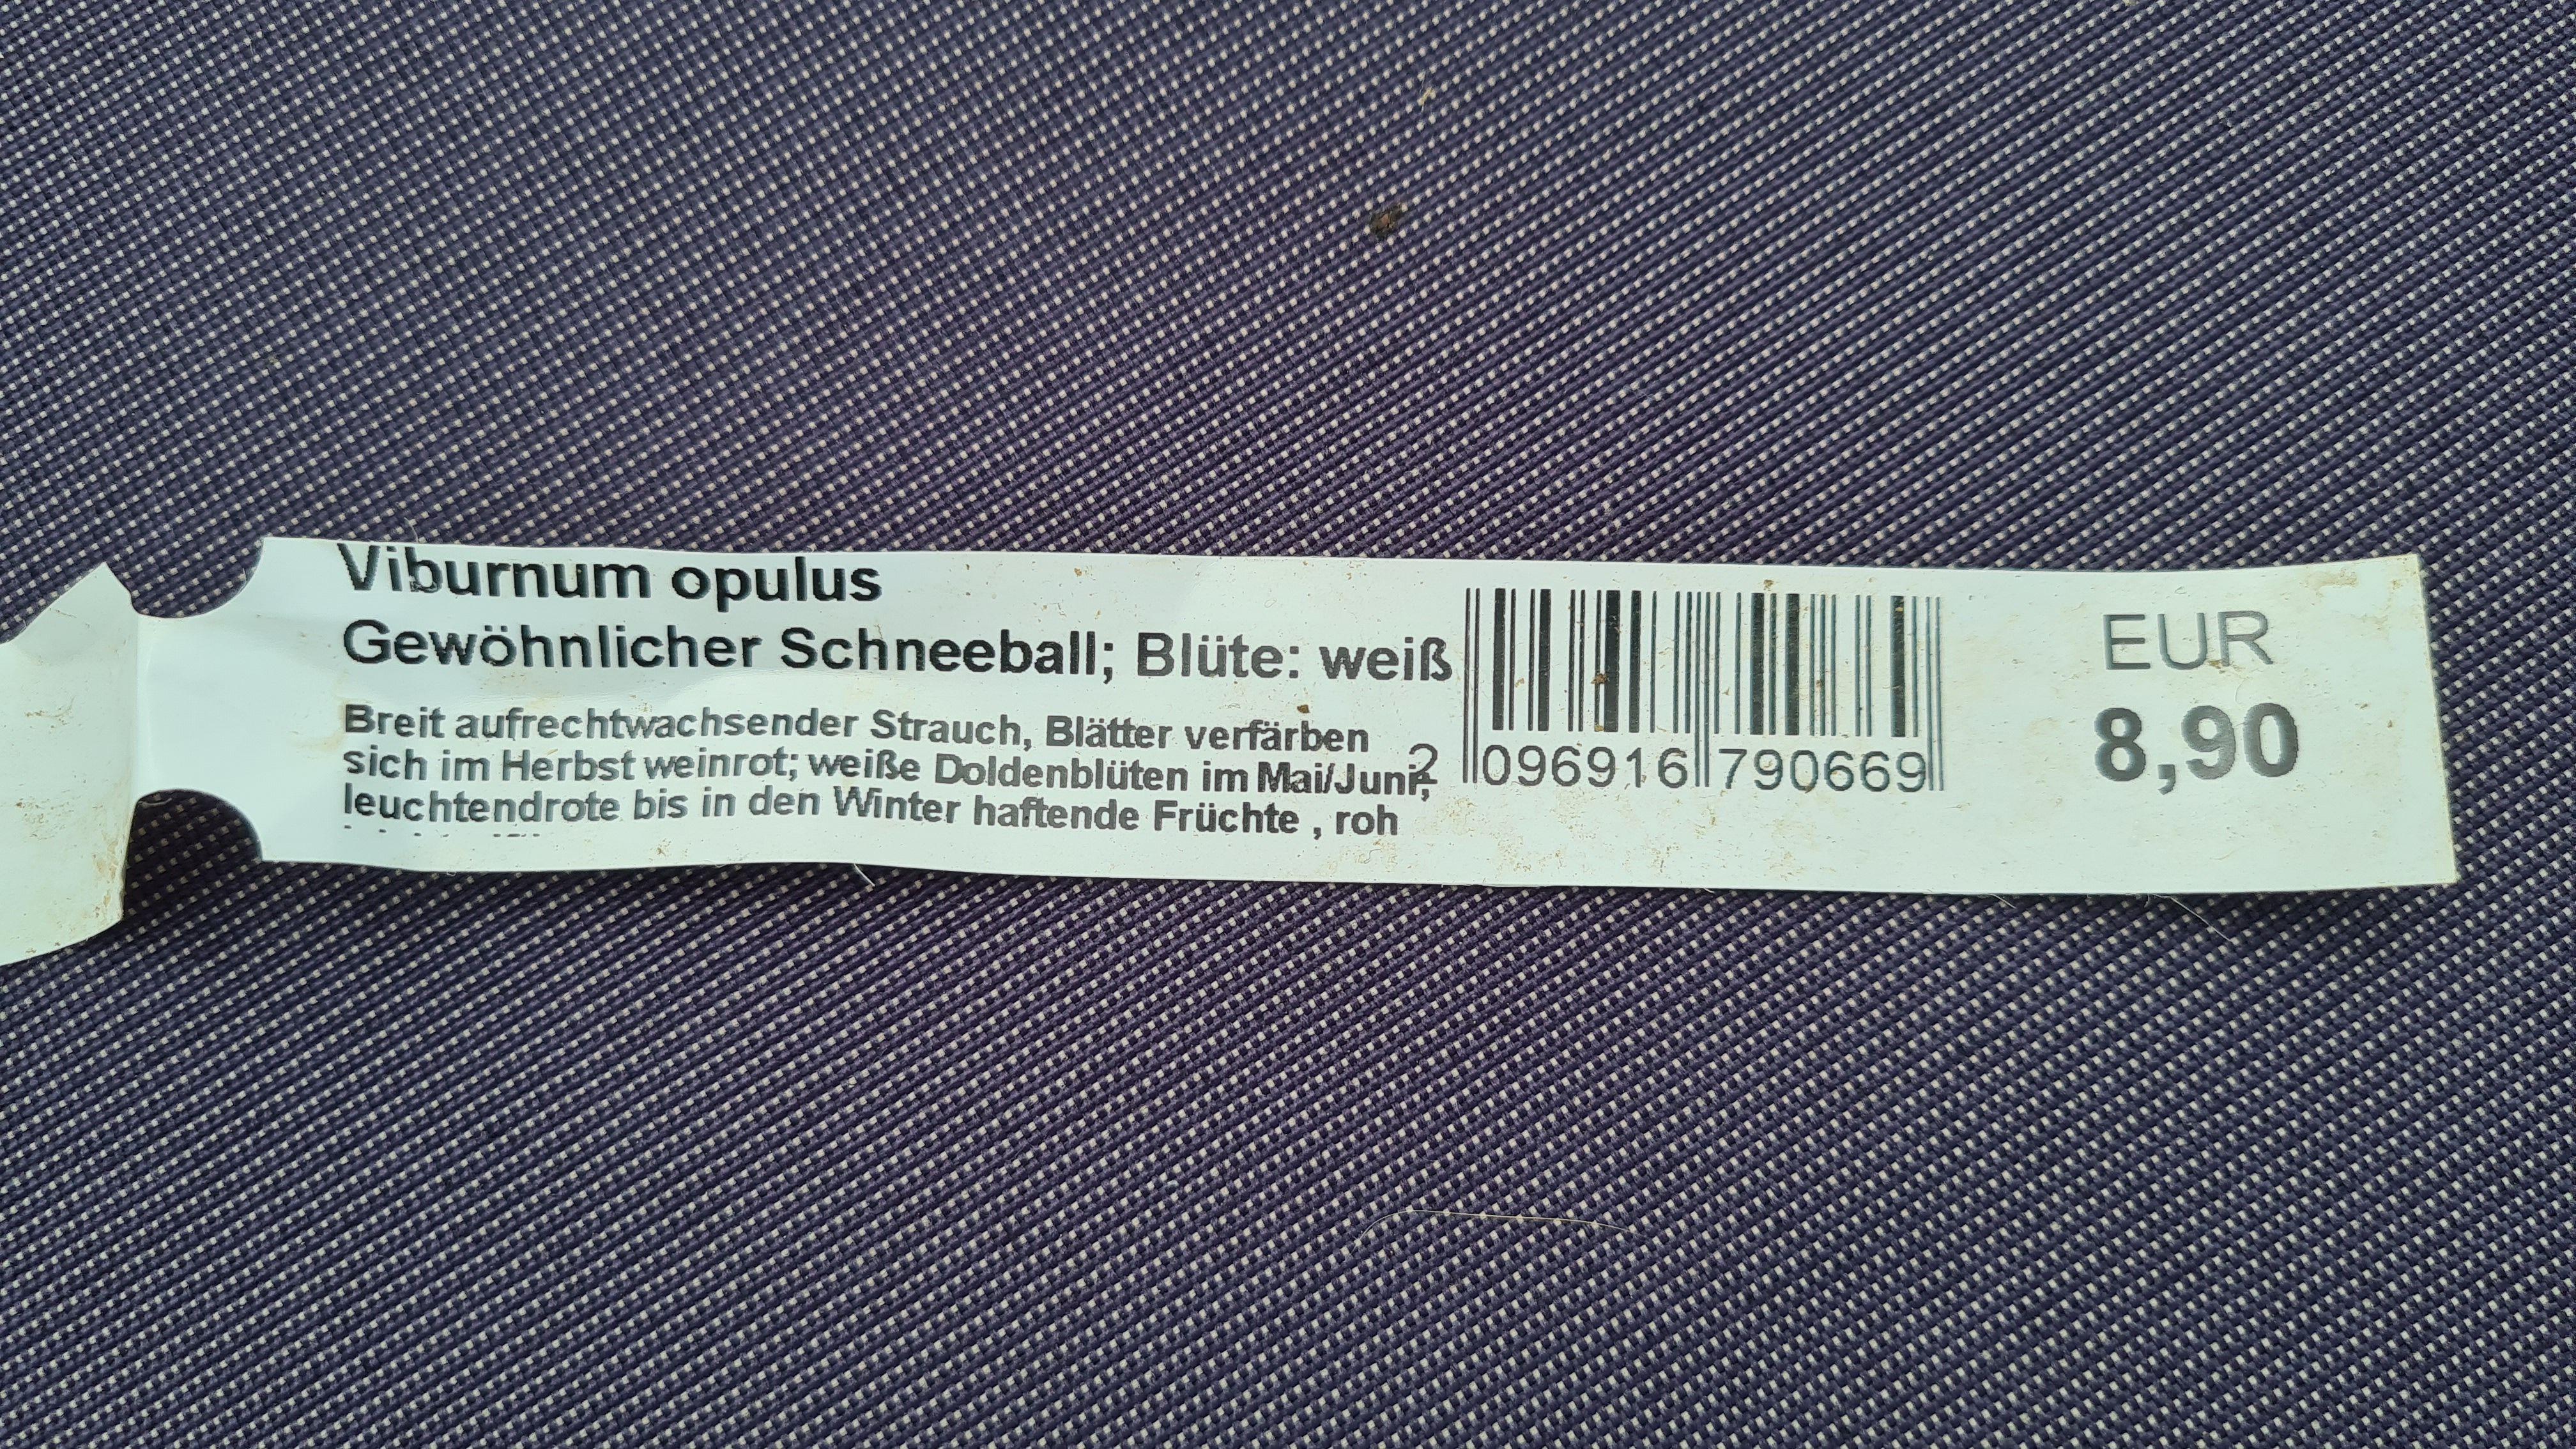 Viburnum opulus
Gewöhnlicher Schneeball; Blüte: weiß
Breit aufrechtwachsender Strauch, Blätter verfärben
sich im Herbst weinrot; weiße Doldenblüten im Mai/Juni;
leuchtendrote bis in den Winter haftende Früchte , roh
2 096916 790669
EUR
8,90